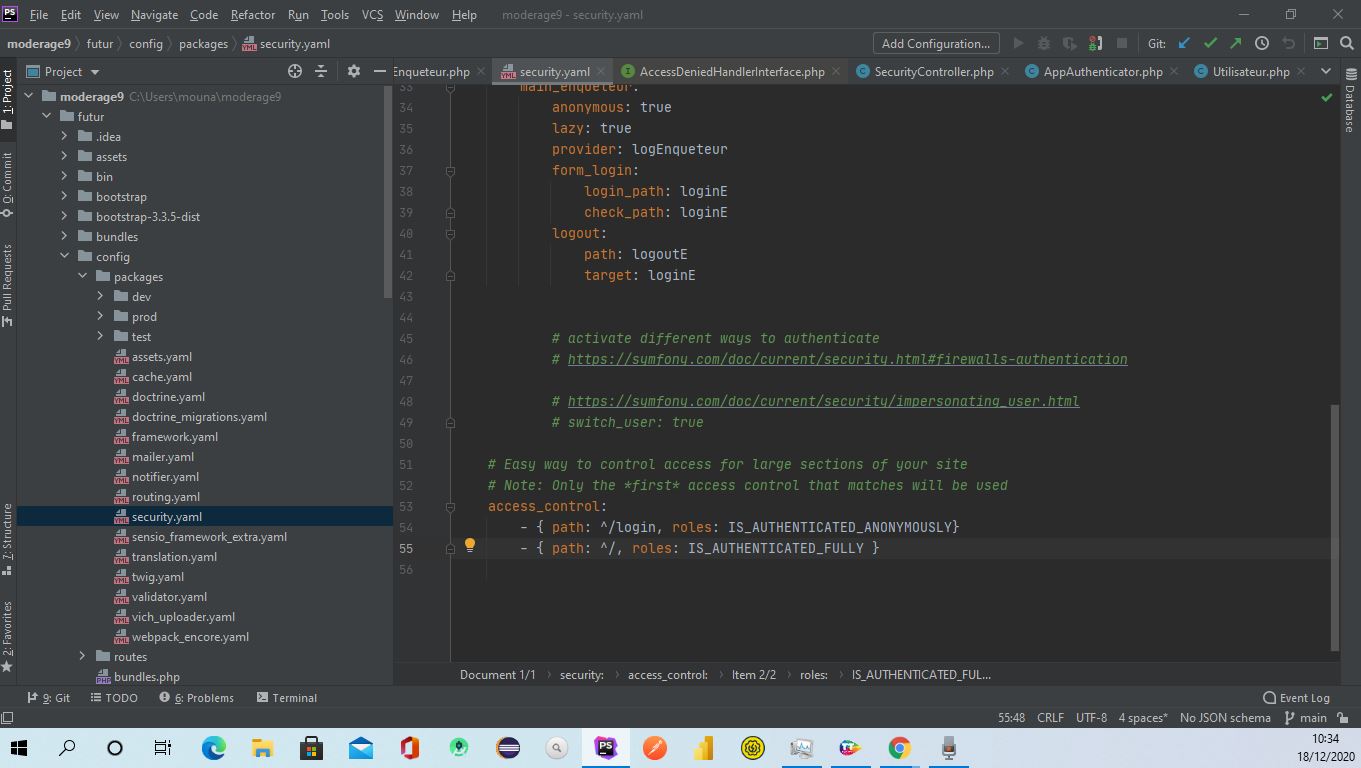 PS File Edit View Navigate Code Refactor Run Tools VCS Window Help moderage9 - security.yaml
moderage9 futur config packages security.yaml Add Configuration... Git:
Project Enqueteur.php security.yaml AccessDeniedHandlerInterface.php SecurityController.php AppAuthenticator.php Utilisateur.php
1: Project
0: Commit
Pull Requests
7: Structure
2: Favorites
Database
moderage9 C:\Users\mouna\moderage9
futur
.idea
assets
bin
bootstrap
bootstrap-3.3.5-dist
bundles
config
packages
dev
prod
test
assets.yaml
cache.yaml
doctrine.yaml
doctrine_migrations.yaml
framework.yaml
mailer.yaml
notifier.yaml
routing.yaml
security.yaml
sensio_framework_extra.yaml
translation.yaml
twig.yaml
validator.yaml
vich_uploader.yaml
webpack_encore.yaml
routes
bundles.php
33 main_enqueteur:
34 anonymous: true
35 lazy: true
36 provider: logEnqueteur
37 form_login:
38 login_path: loginE
39 check_path: loginE
40 logout:
41 path: logoutE
42 target: loginE
43
44
45 # activate different ways to authenticate
46 # https://symfony.com/doc/current/security.html#firewalls-authentication
47
48 # https://symfony.com/doc/current/security/impersonating_user.html
49 # switch_user: true
50
51 # Easy way to control access for large sections of your site
52 # Note: Only the *first* access control that matches will be used
53 access_control:
54 - { path: ^/login, roles: IS_AUTHENTICATED_ANONYMOUSLY}
55 - { path: ^/, roles: IS_AUTHENTICATED_FULLY }
56
Document 1/1 security: access_control: Item 2/2 roles: IS_AUTHENTICATED_FUL...
9: Git TODO 6: Problems Terminal Event Log
55:48 CRLF UTF-8 4 spaces* No JSON schema main
PS
10:34
18/12/2020